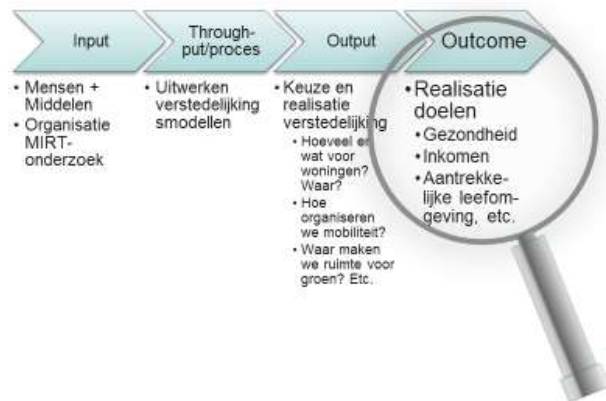 Input
Through-
put/proces
Output
Outcome
• Mensen +
Middelen
• Organisatie
MIRT-
onderzoek
• Uitwerken
verstedelijking
smodellen
• Keuze en
realisatie
verstedelijking
• Hoeveel en
wat voor
woningen?
Waar?
• Hoe
organiseren
we mobiliteit?
• Waar maken
we ruimte voor
groen? Etc.
• Realisatie
doelen
• Gezondheid
• Inkomen
• Aantrekke-
lijke leefom-
geving, etc.